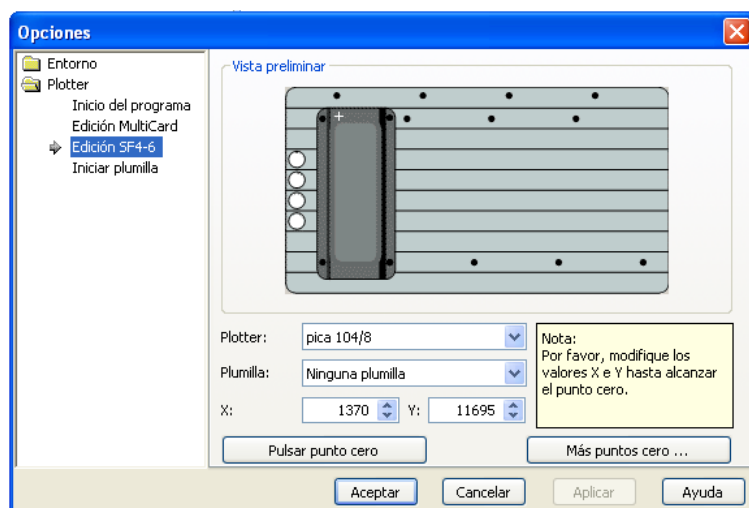 Opciones
Entorno
Plotter
Inicio del programa
Edición MultiCard
Edición SF4-6
Iniciar plumilla
Vista preliminar
Plotter: pica 104/8
Plumilla: Ninguna plumilla
X: 1370 Y: 11695
Nota:
Por favor, modifique los
valores X e Y hasta alcanzar
el punto cero.
Pulsar punto cero
Más puntos cero ...
Aceptar Cancelar Aplicar Ayuda